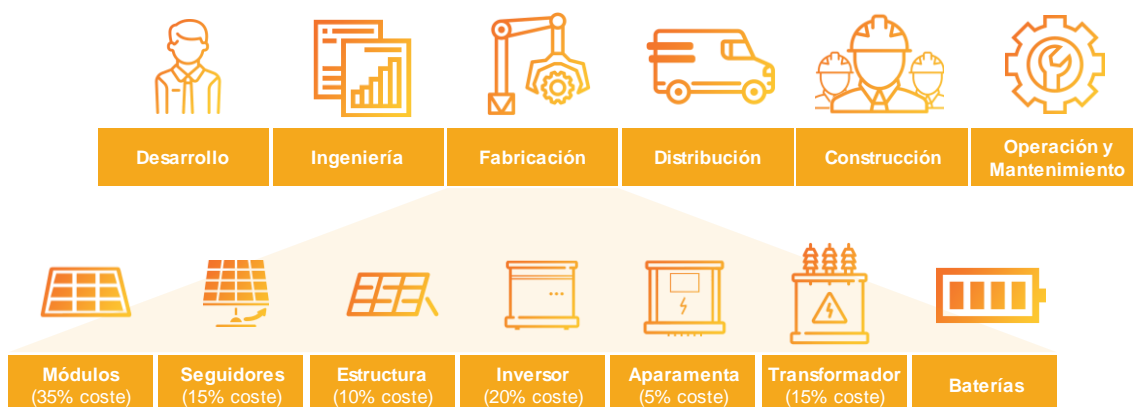 Desarrollo
Ingeniería
Fabricación
Distribución
Construcción
Operación y
Mantenimiento
Módulos
(35% coste)
Seguidores
(15% coste)
Estructura
(10% coste)
Inversor
(20% coste)
Aparamenta
(5% coste)
Transformador
(15% coste)
Baterías